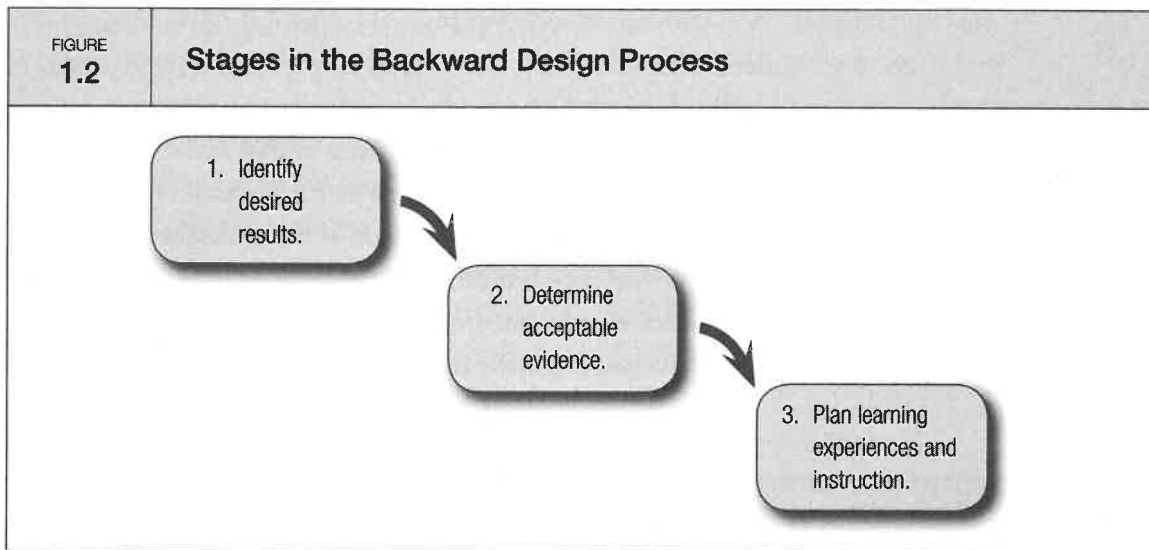 FIGURE
1.2
Stages in the Backward Design Process
1. Identify
desired
results.
2. Determine
acceptable
evidence.
3. Plan learning
experiences and
instruction.